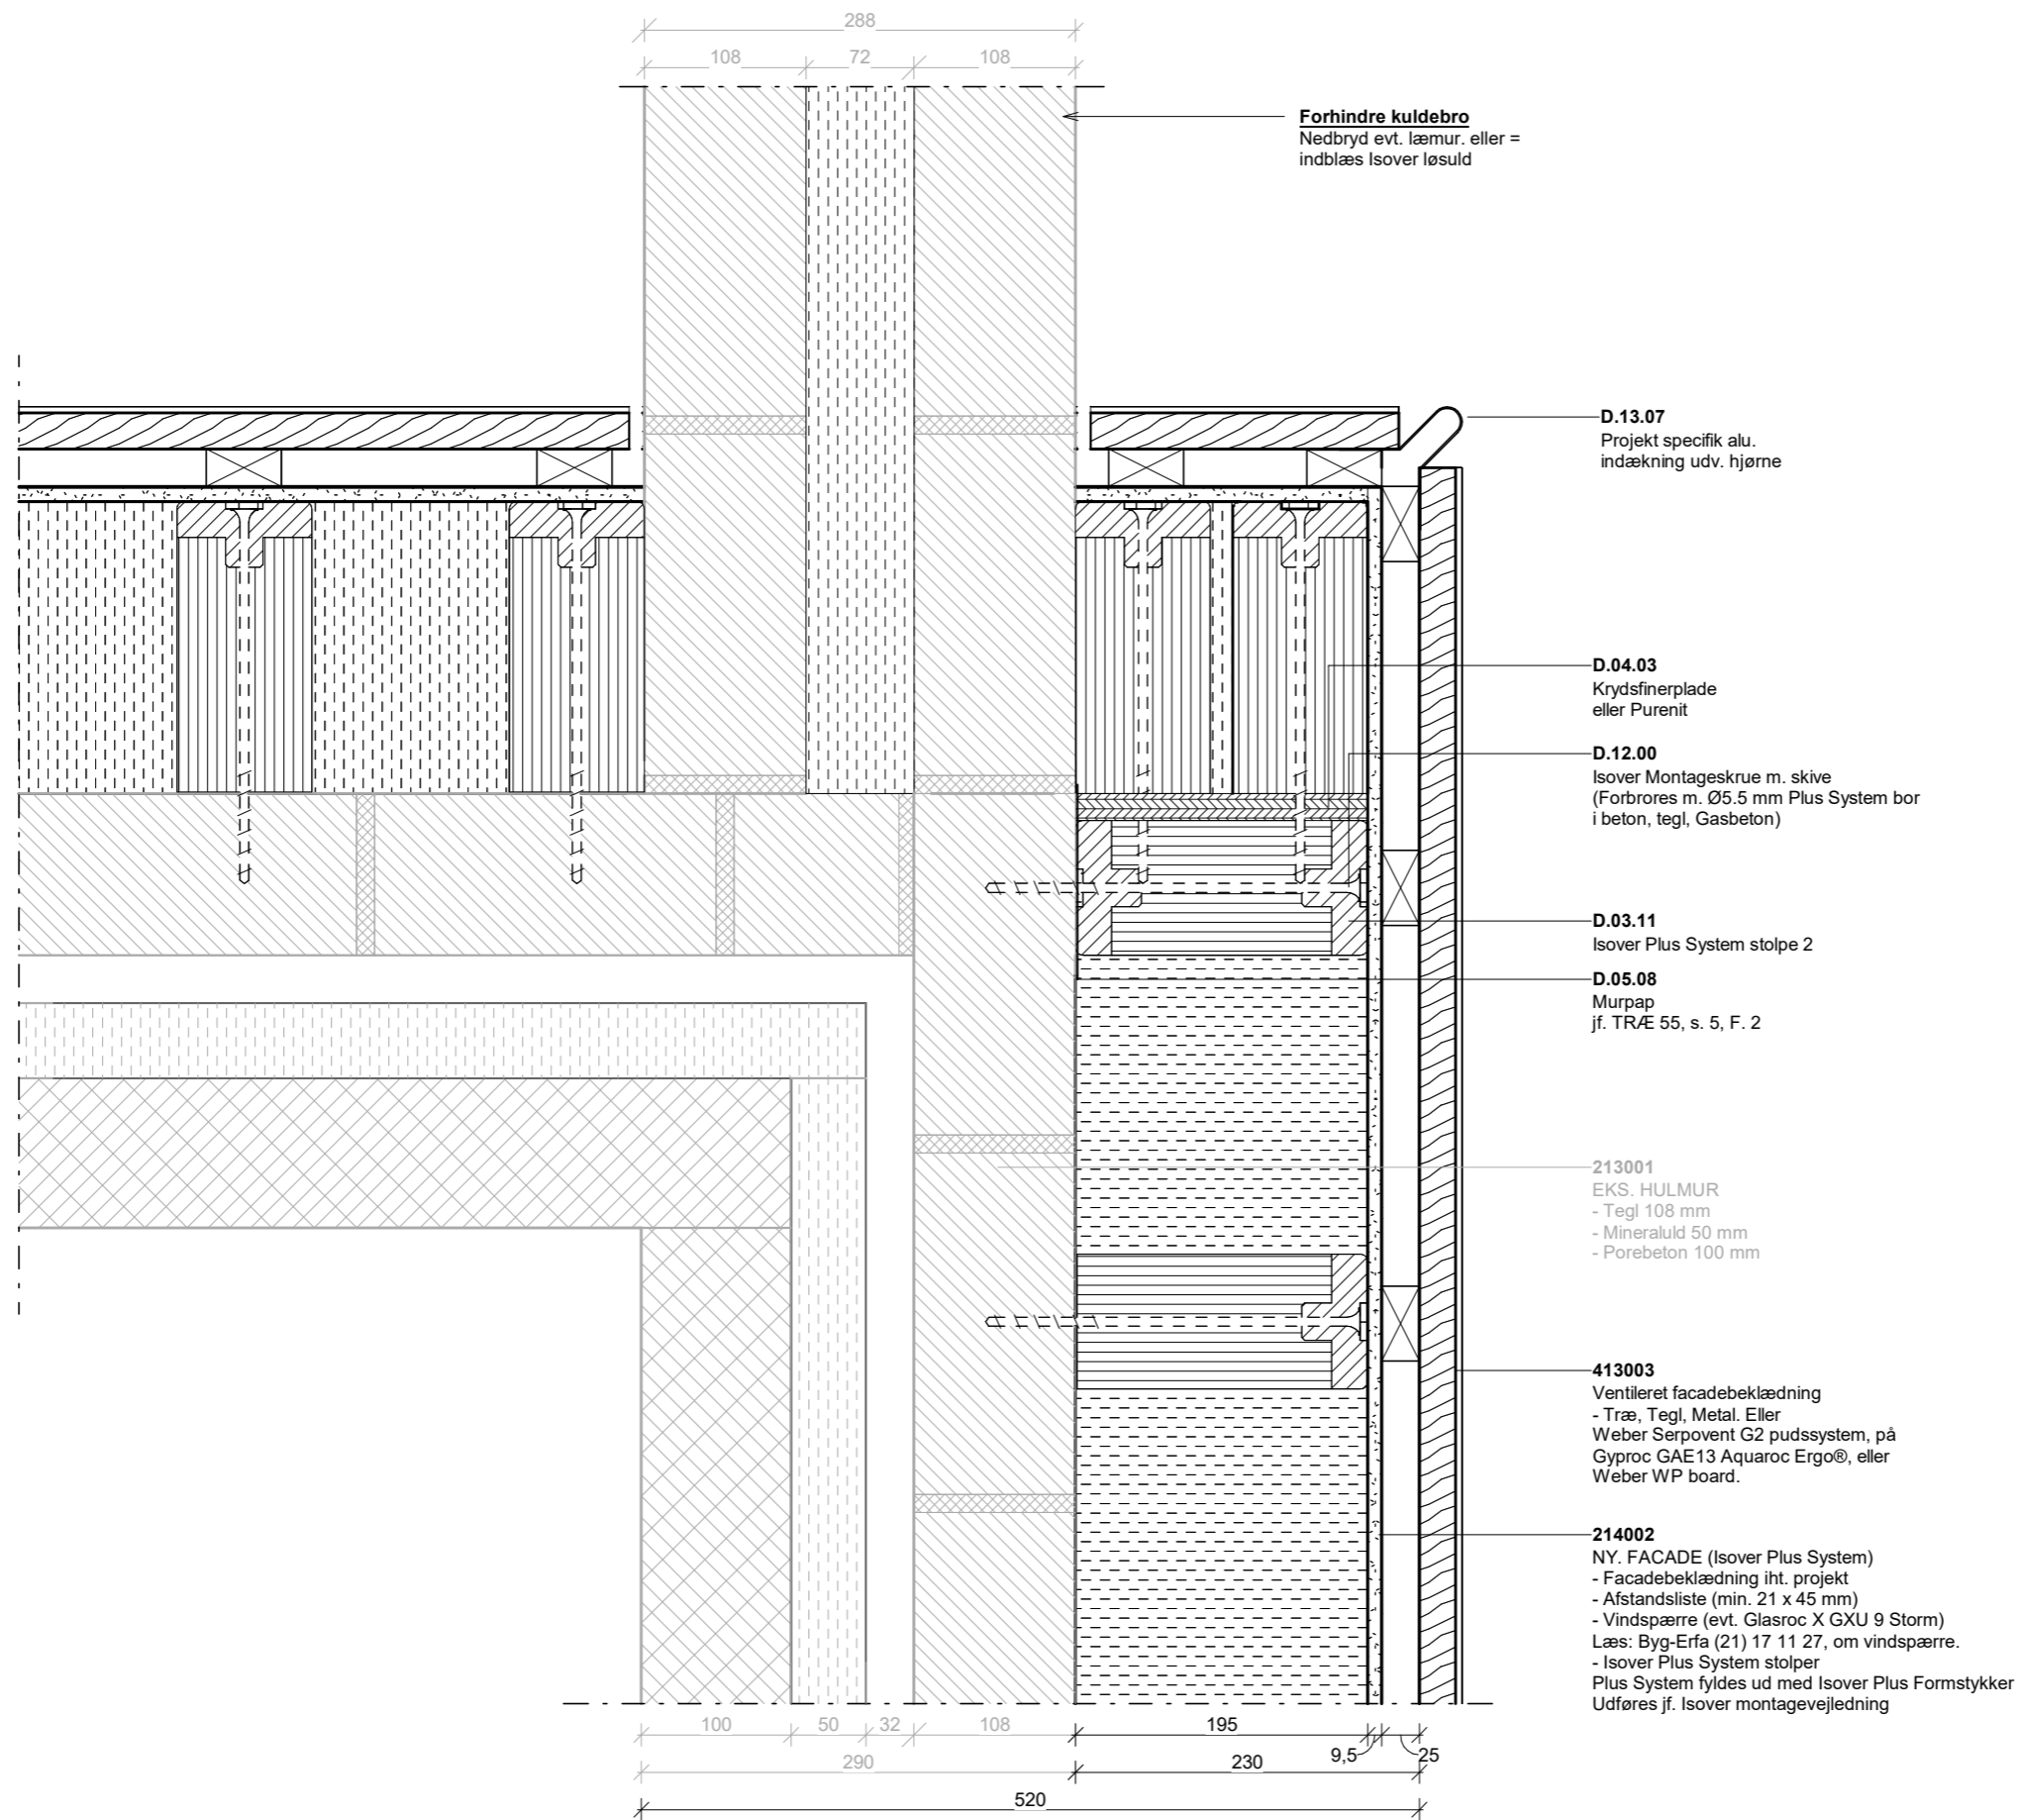 288
108
72
108
Forhindre kuldebro
Nedbryd evt. læmur. eller =
indblæs Isover løsuld
D.13.07
Projekt specifik alu.
indækning udv. hjørne
D.04.03
Krydsfinerplade
eller Purenit
D.12.00
Isover Montageskrue m. skive
(Forbrores m. Ø5.5 mm Plus System bor
i beton, tegl, Gasbeton)
D.03.11
Isover Plus System stolpe 2
D.05.08
Murpap
jf. TRÆ 55, s. 5, F. 2
213001
EKS. HULMUR
- Tegl 108 mm
- Mineraluld 50 mm
- Porebeton 100 mm
413003
Ventileret facadebeklædning
- Træ, Tegl, Metal. Eller
Weber Serpovent G2 pudssystem, på
Gyproc GAE13 Aquaroc Ergo®, eller
Weber WP board.
214002
NY. FACADE (Isover Plus System)
- Facadebeklædning iht. projekt
- Afstandsliste (min. 21 x 45 mm)
- Vindspærre (evt. Glasroc X GXU 9 Storm)
Læs: Byg-Erfa (21) 17 11 27, om vindspærre.
- Isover Plus System stolper
Plus System fyldes ud med Isover Plus Formstykker
Udføres jf. Isover montagevejledning
100
50
32
108
195
9,5
25
290
230
520